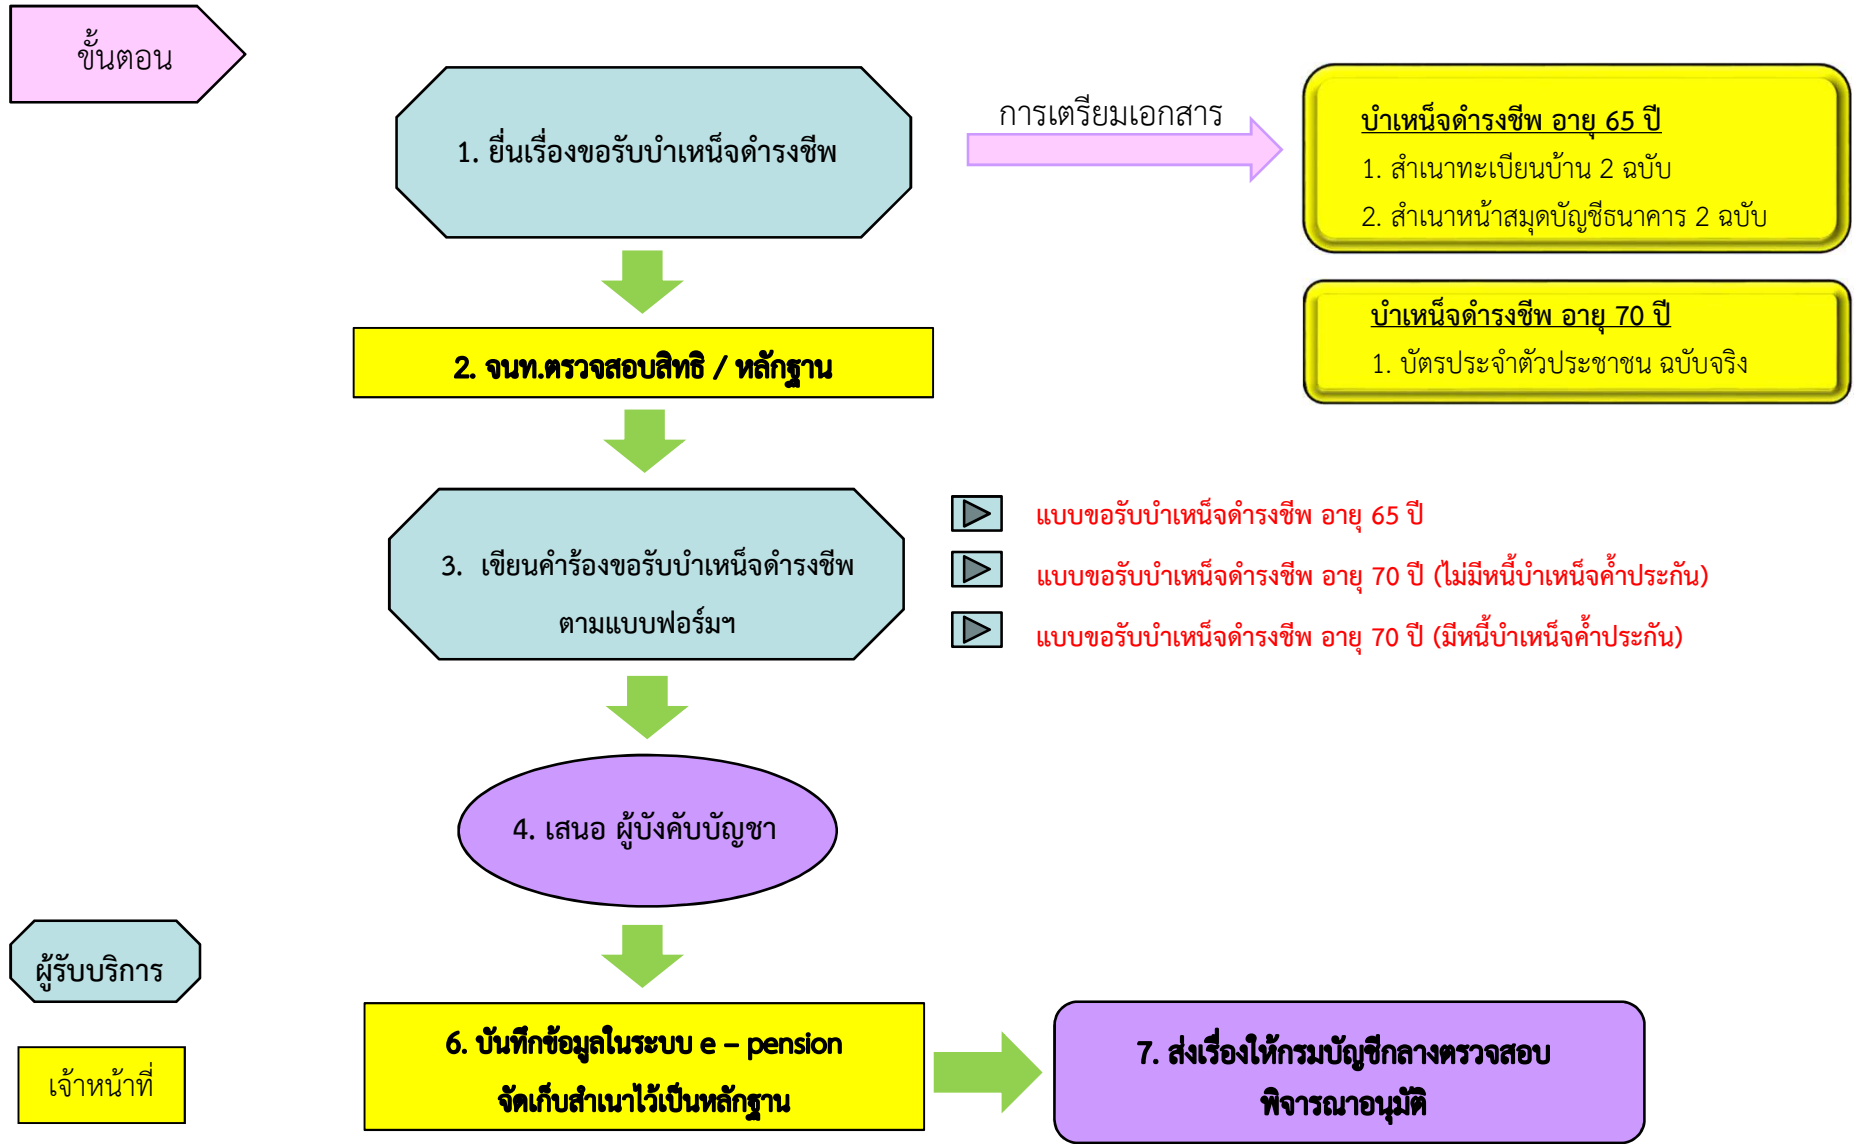 ขั้นตอน
1. ยื่นเรื่องขอรับบำเหน็จดำรงชีพ
การเตรียมเอกสาร
บำเหน็จดำรงชีพ อายุ 65 ปี
1. สำเนาทะเบียนบ้าน 2 ฉบับ
2. สำเนาหน้าสมุดบัญชีธนาคาร 2 ฉบับ
บำเหน็จดำรงชีพ อายุ 70 ปี
1. บัตรประจำตัวประชาชน ฉบับจริง
2. จนท.ตรวจสอบสิทธิ / หลักฐาน
3. เขียนคำร้องขอรับบำเหน็จดำรงชีพ
ตามแบบฟอร์มฯ
แบบขอรับบำเหน็จดำรงชีพ อายุ 65 ปี
แบบขอรับบำเหน็จดำรงชีพ อายุ 70 ปี (ไม่มีหนี้บำเหน็จค้ำประกัน)
แบบขอรับบำเหน็จดำรงชีพ อายุ 70 ปี (มีหนี้บำเหน็จค้ำประกัน)
4. เสนอ ผู้บังคับบัญชา
ผู้รับบริการ
เจ้าหน้าที่
6. บันทึกข้อมูลในระบบ e – pension
จัดเก็บสำเนาไว้เป็นหลักฐาน
7. ส่งเรื่องให้กรมบัญชีกลางตรวจสอบ
พิจารณาอนุมัติ